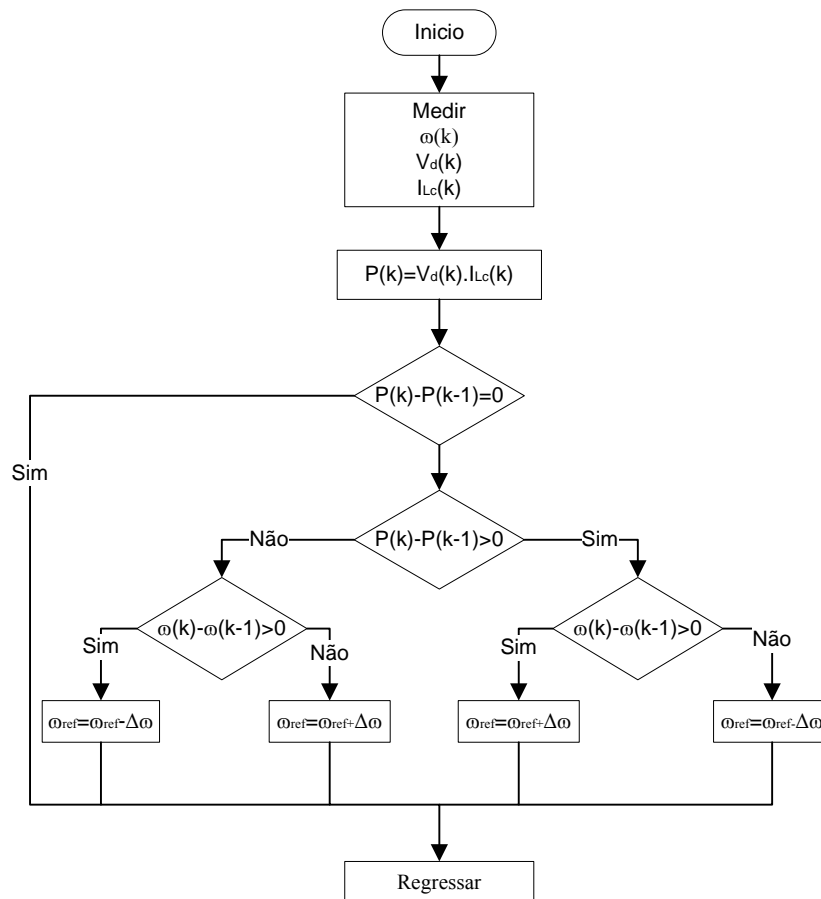 Inicio
Medir
ω(k)
Vd(k)
ILc(k)
P(k)=Vd(k).ILc(k)
P(k)-P(k-1)=0
Sim
P(k)-P(k-1)>0
Não
Sim
ω(k)-ω(k-1)>0
Sim
Não
ω(k)-ω(k-1)>0
Sim
Não
ωref=ωref-Δω
ωref=ωref+Δω
ωref=ωref+Δω
ωref=ωref-Δω
Regressar